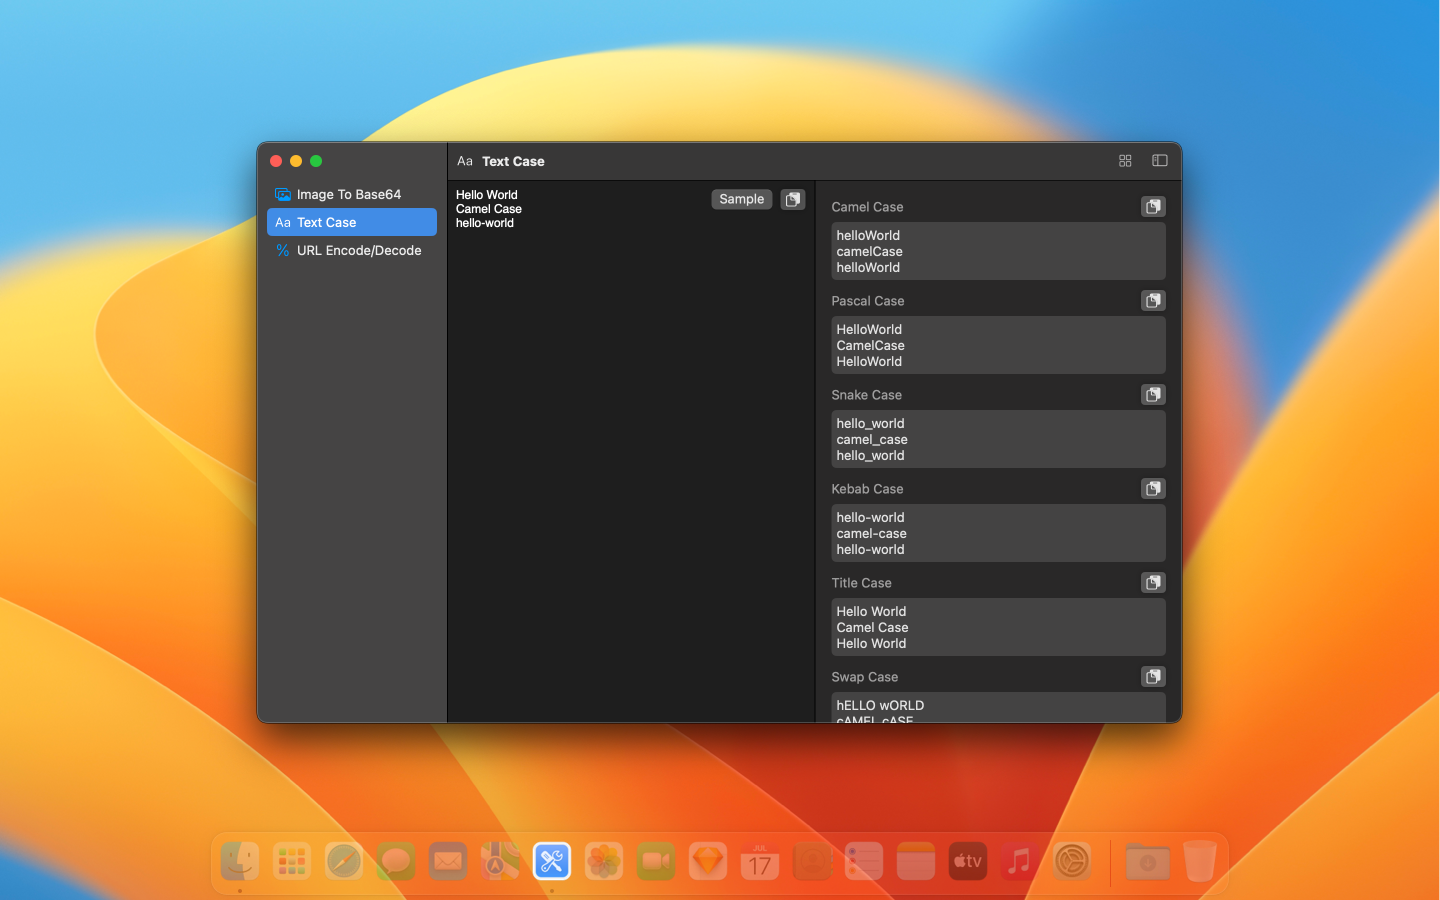 Aa Text Case
Image To Base64
Aa Text Case
% URL Encode/Decode
Hello World
Camel Case
hello-world
Sample
Camel Case
helloWorld
camelCase
helloWorld
Pascal Case
HelloWorld
CamelCase
HelloWorld
Snake Case
hello_world
camel_case
hello_world
Kebab Case
hello-world
camel-case
hello-world
Title Case
Hello World
Camel Case
Hello World
Swap Case
hELLO wORLD
cAMEL cASE
JUL
17
tv